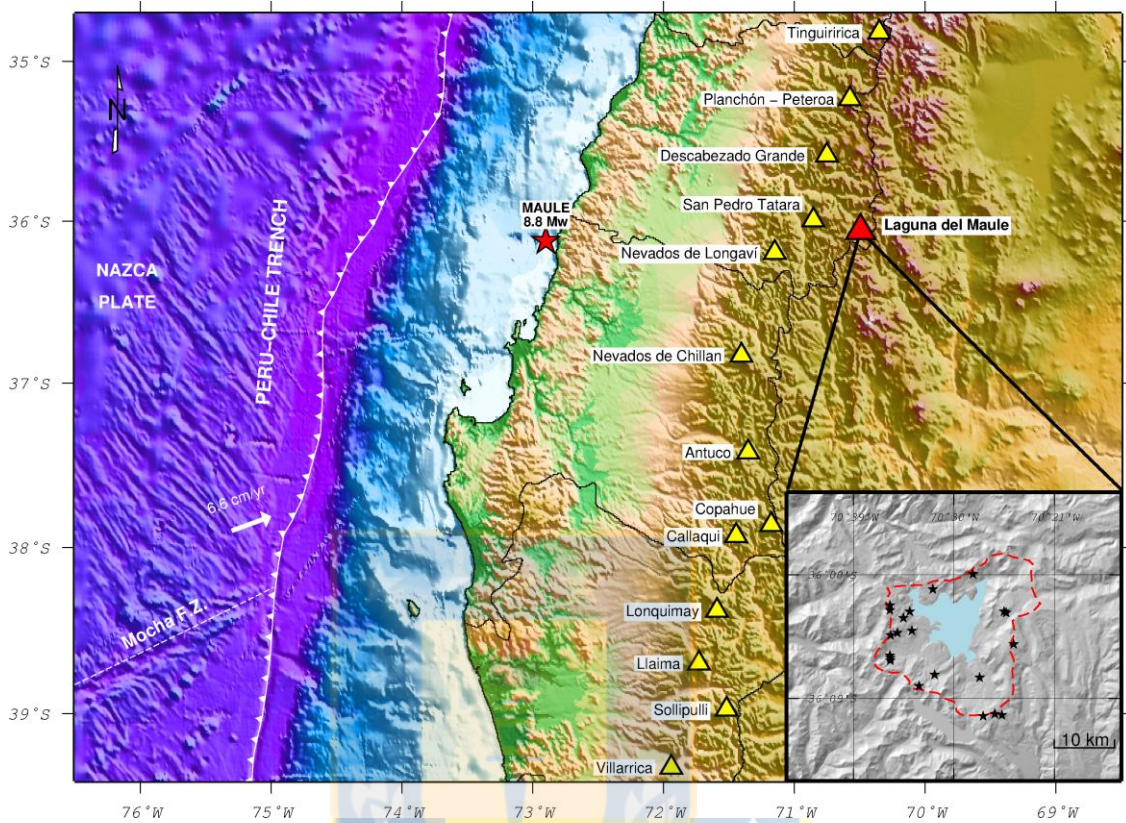 35°S
36°S
37°S
38°S
39°S
76°W
75°W
74°W
73°W
72°W
71°W
70°W
69°W
N
NAZCA
PLATE
PERU-CHILE TRENCH
6.6 cm/yr
Mocha F.Z.
MAULE
8.8 Mw
Tinguiririca
Planchón – Peteroa
Descabezado Grande
San Pedro Tatara
Laguna del Maule
Nevados de Longaví
Nevados de Chillan
Antuco
Copahue
Callaqui
Lonquimay
Llaima
Sollipulli
Villarrica
70°39'W
70°30'W
70°21'W
36°00'S
36°09'S
10 km